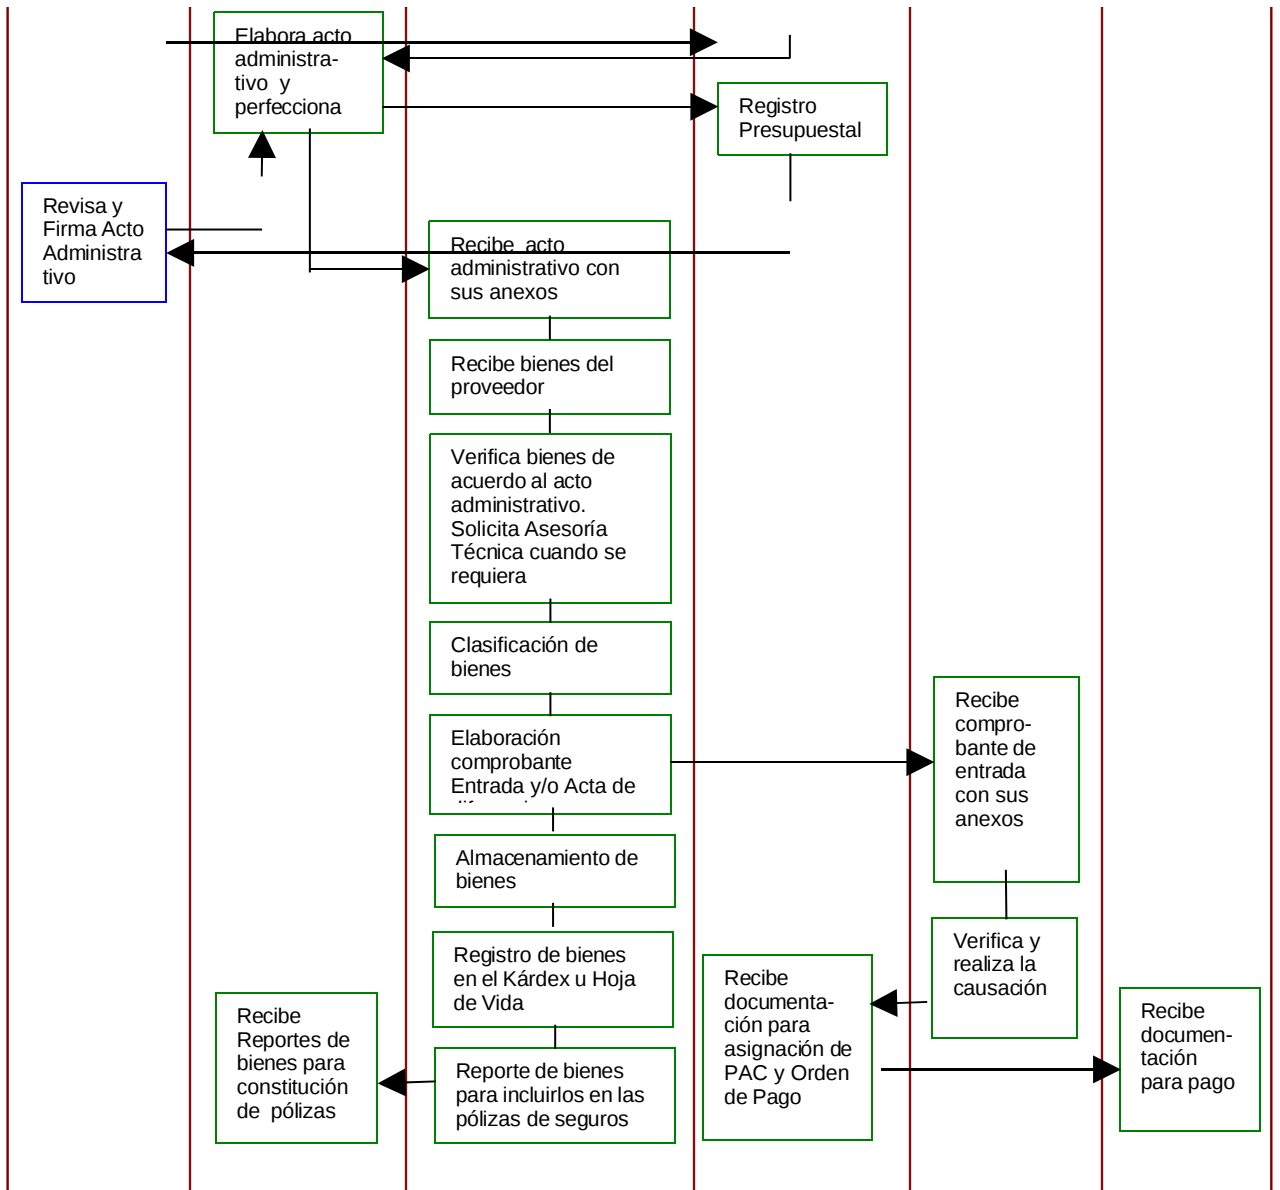 Elabora acto
administra-
tivo y
perfecciona
Registro
Presupuestal
Revisa y
Firma Acto
Administra
tivo
Recibe acto
administrativo con
sus anexos
Recibe bienes del
proveedor
Verifica bienes de
acuerdo al acto
administrativo.
Solicita Asesoría
Técnica cuando se
requiera
Clasificación de
bienes
Elaboración
comprobante
Entrada y/o Acta de
Recibe
compro-
bante de
entrada
con sus
anexos
Almacenamiento de
bienes
Verifica y
realiza la
causación
Registro de bienes
en el Kárdex u Hoja
de Vida
Recibe
documenta-
ción para
asignación de
PAC y Orden
de Pago
Recibe
documen-
tación
para pago
Recibe
Reportes de
bienes para
constitución
de pólizas
Reporte de bienes
para incluirlos en las
pólizas de seguros